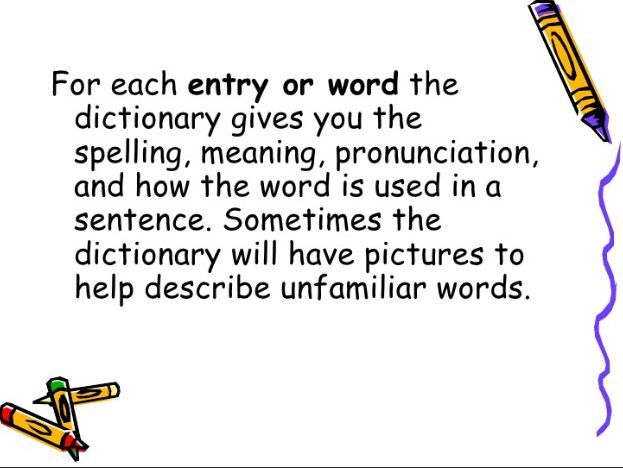 For each entry or word the
dictionary gives you the
spelling, meaning, pronunciation,
and how the word is used in a
sentence. Sometimes the
dictionary will have pictures to
help describe unfamiliar words.